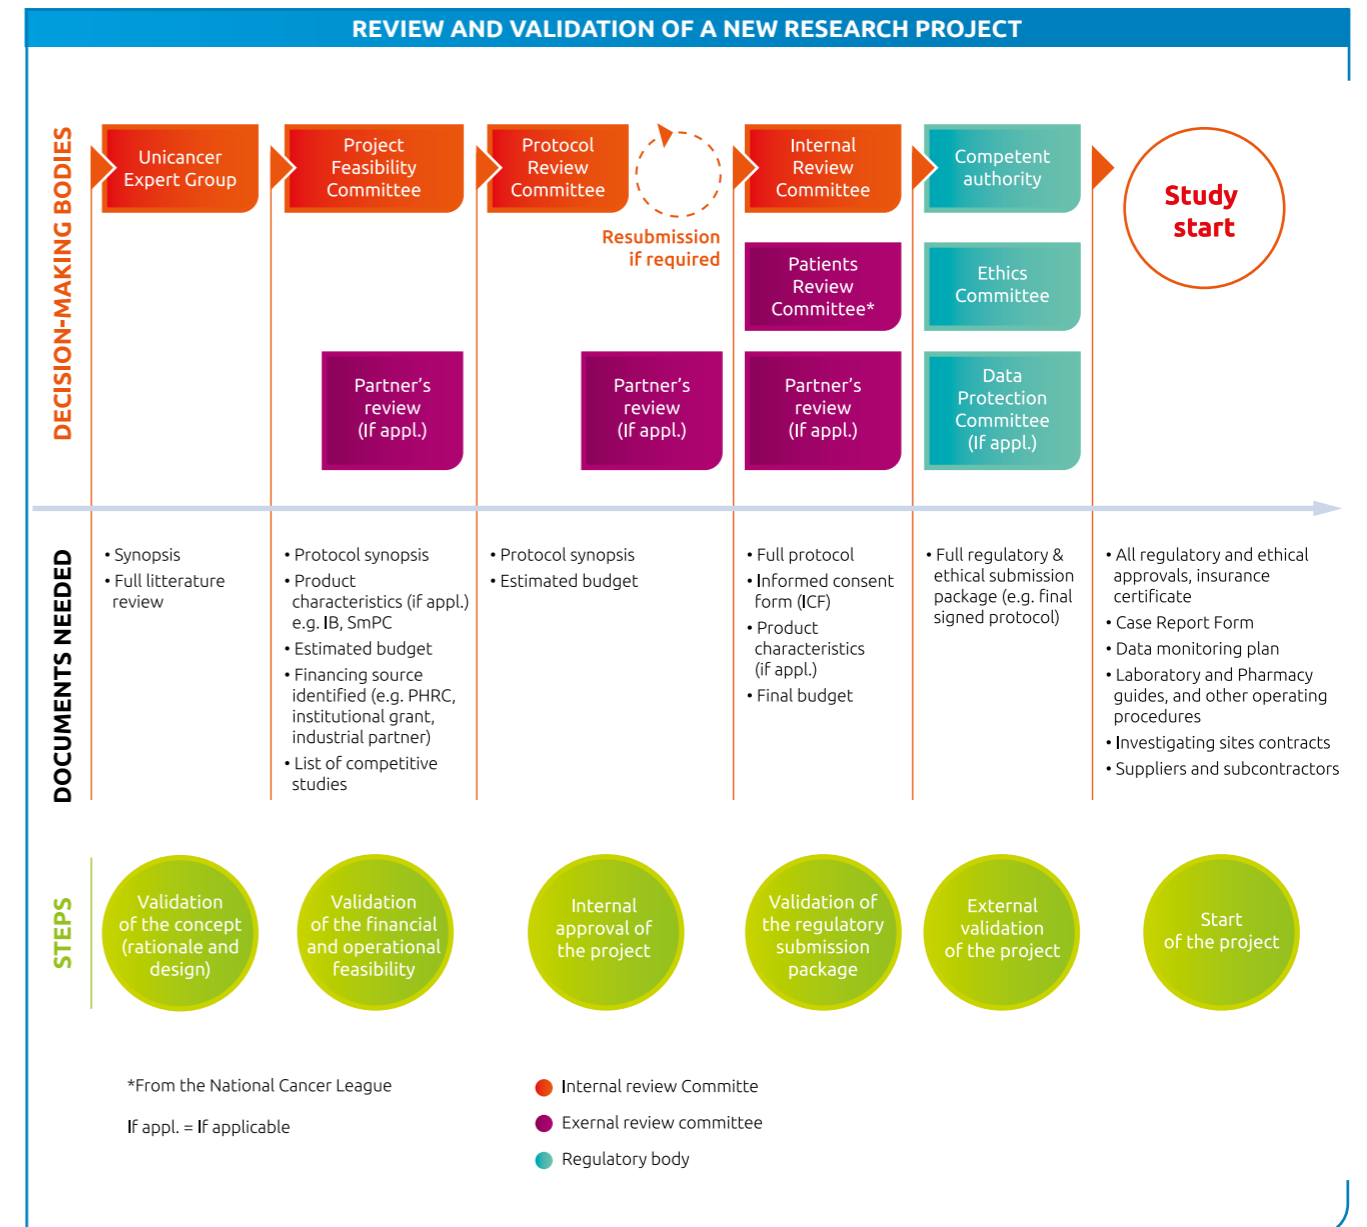 REVIEW AND VALIDATION OF A NEW RESEARCH PROJECT
DECISION-MAKING BODIES
Unicancer
Expert Group
Project
Feasibility
Committee
Protocol
Review
Committee
Resubmission
if required
Internal
Review
Committee
Competent
authority
Study
start
Patients
Review
Committee*
Ethics
Committee
Partner's
review
(If appl.)
Partner's
review
(If appl.)
Partner's
review
(If appl.)
Data
Protection
Committee
(If appl.)
DOCUMENTS NEEDED
• Synopsis
• Full litterature
review
• Protocol synopsis
• Product
characteristics (if appl.)
e.g. IB, SmPC
• Estimated budget
• Financing source
identified (e.g. PHRC,
institutional grant,
industrial partner)
• List of competitive
studies
• Protocol synopsis
• Estimated budget
• Full protocol
• Informed consent
form (ICF)
• Product
characteristics
(if appl.)
• Final budget
• Full regulatory &
ethical submission
package (e.g. final
signed protocol)
• All regulatory and ethical
approvals, insurance
certificate
• Case Report Form
• Data monitoring plan
• Laboratory and Pharmacy
guides, and other operating
procedures
• Investigating sites contracts
• Suppliers and subcontractors
STEPS
Validation
of the concept
(rationale and
design)
Validation
of the financial
and operational
feasibility
Internal
approval of
the project
Validation of
the regulatory
submission
package
External
validation
of the project
Start
of the project
*From the National Cancer League
If appl. = If applicable
Internal review Committe
Exernal review committee
Regulatory body